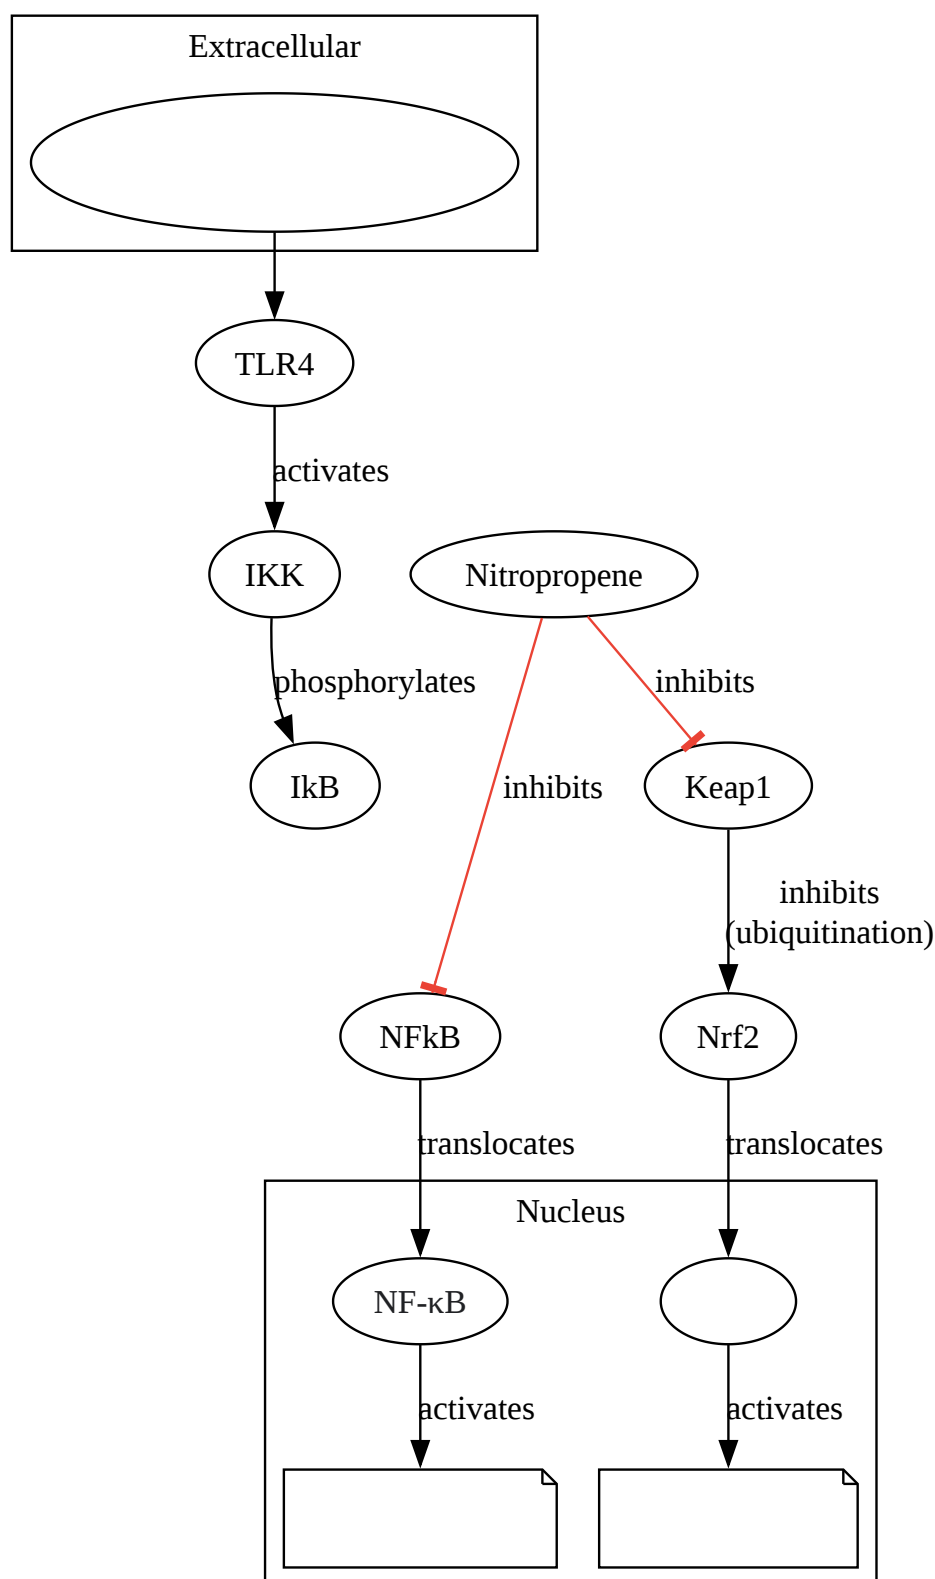 Extracellular
TLR4
activates
IKK
Nitropropene
phosphorylates
inhibits
IkB
inhibits
Keap1
inhibits
(ubiquitination)
NFkB
Nrf2
translocates
translocates
Nucleus
NF-κB
activates
activates